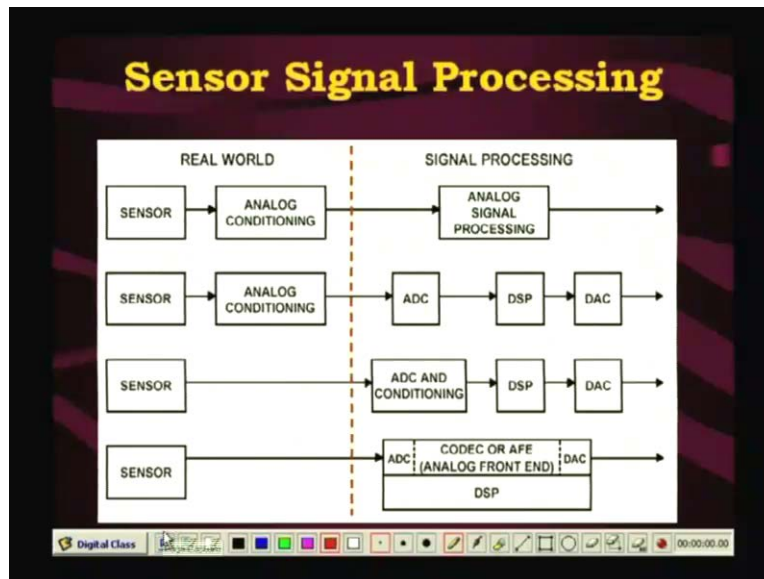 Sensor Signal Processing
REAL WORLD
SIGNAL PROCESSING
SENSOR
ANALOG
CONDITIONING
ANALOG
SIGNAL
PROCESSING
SENSOR
ANALOG
CONDITIONING
ADC
DSP
DAC
SENSOR
ADC AND
CONDITIONING
DSP
DAC
SENSOR
ADC
CODEC OR AFE
(ANALOG FRONT END)
DAC
DSP
Digital Class
00:00:00.00